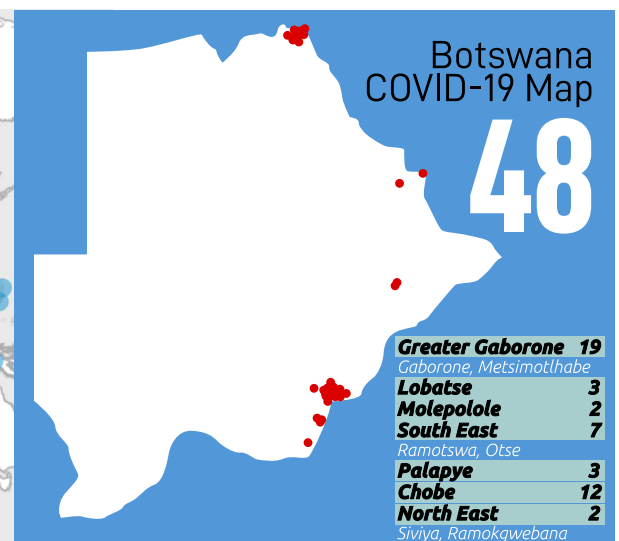 Botswana
COVID-19 Map
48
Greater Gaborone 19
Gaborone, Metsimotlhabe
Lobatse 3
Molepolole 2
South East 7
Ramotswa, Otse
Palapye 3
Chobe 12
North East 2
Siviya, Ramokgwebana